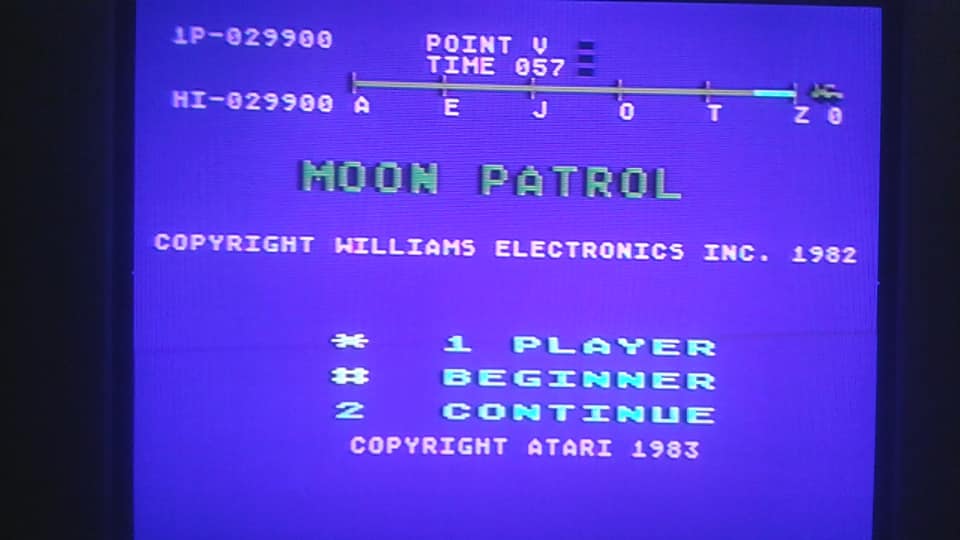 1P-029900
POINT V
TIME 057
HI-029900 A E J O T Z 0
MOON PATROL
COPYRIGHT WILLIAMS ELECTRONICS INC. 1982
* 1 PLAYER
# BEGINNER
2 CONTINUE
COPYRIGHT ATARI 1983